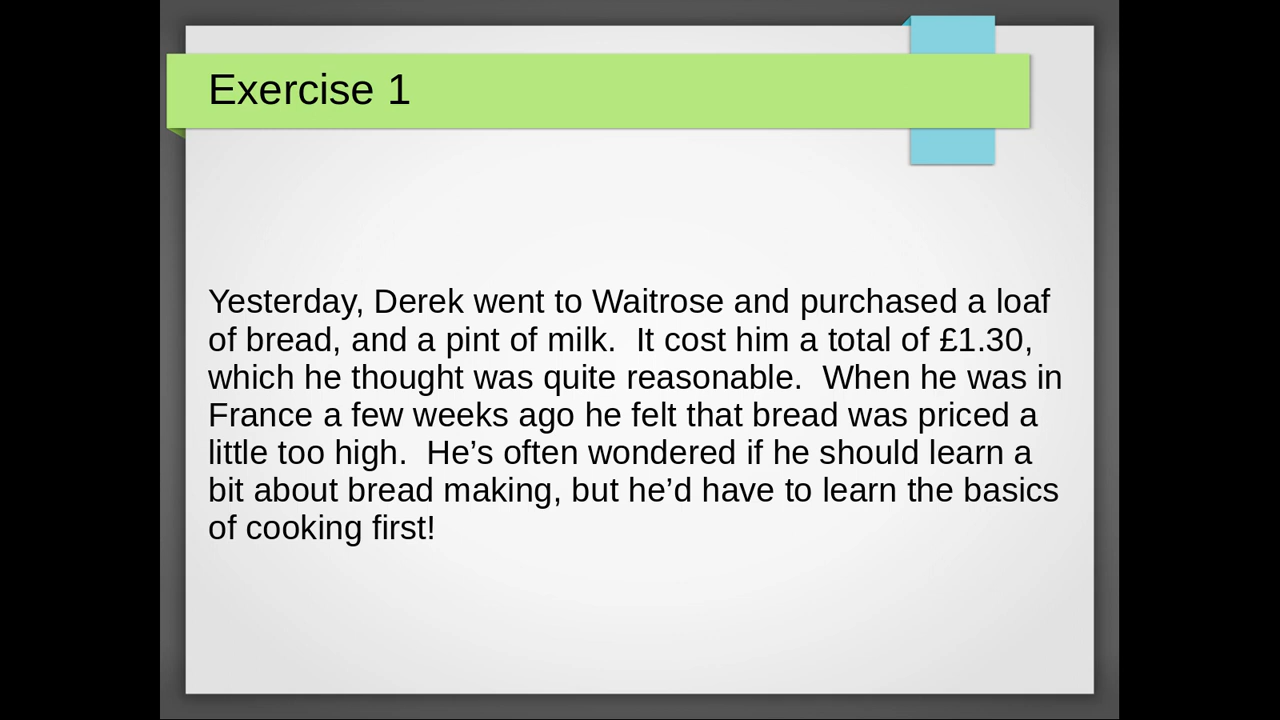 Exercise 1
Yesterday, Derek went to Waitrose and purchased a loaf
of bread, and a pint of milk.  It cost him a total of £1.30,
which he thought was quite reasonable.  When he was in
France a few weeks ago he felt that bread was priced a
little too high.  He’s often wondered if he should learn a
bit about bread making, but he’d have to learn the basics
of cooking first!